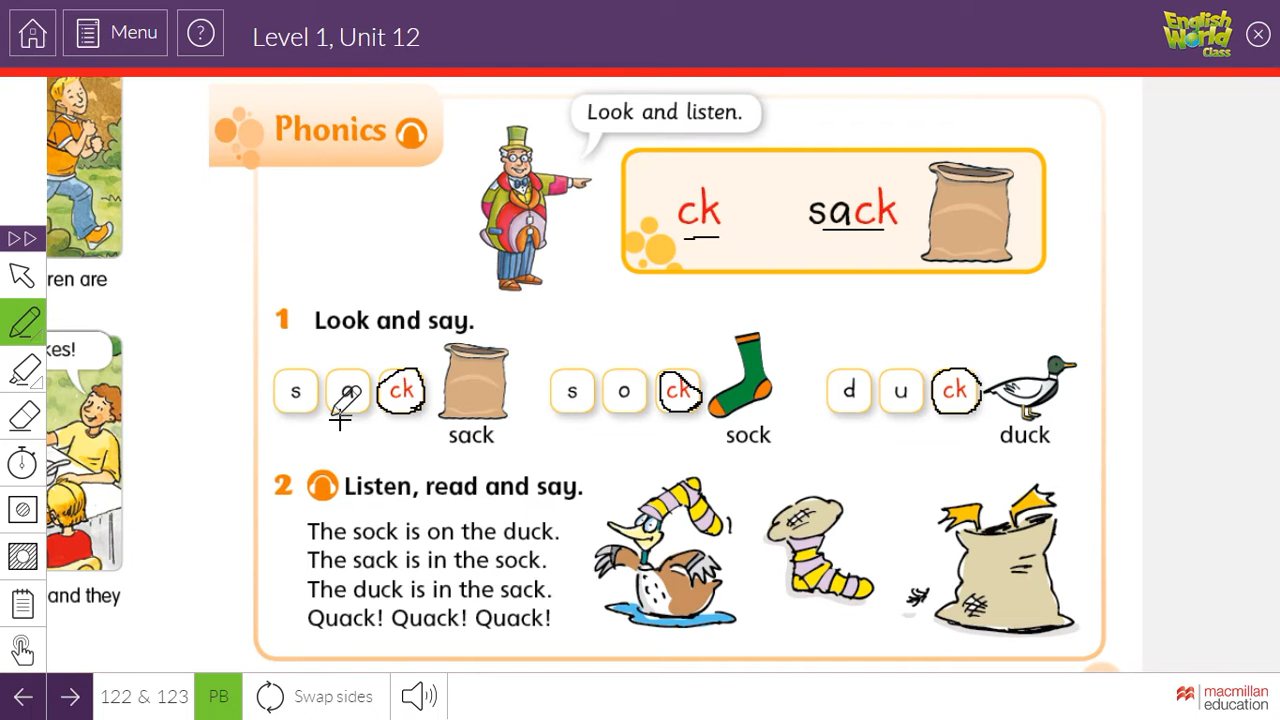 Menu
?
Level 1, Unit 12
English World Class
Phonics
Look and listen.
ck
sack
ren are
kes!
and they
1 Look and say.
s a ck
sack
s o ck
sock
d u ck
duck
2 Listen, read and say.
The sock is on the duck.
The sack is in the sock.
The duck is in the sack.
Quack! Quack! Quack!
122 & 123
PB
Swap sides
macmillan
education